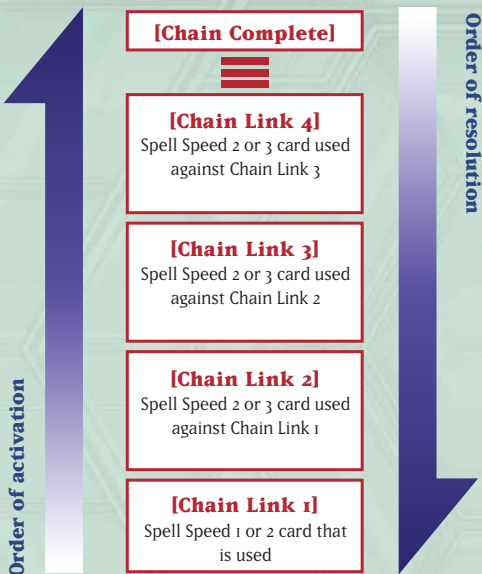 [Chain Complete]
[Chain Link 4]
Spell Speed 2 or 3 card used
against Chain Link 3
[Chain Link 3]
Spell Speed 2 or 3 card used
against Chain Link 2
[Chain Link 2]
Spell Speed 2 or 3 card used
against Chain Link 1
[Chain Link 1]
Spell Speed 1 or 2 card that
is used
Order of activation
Order of resolution